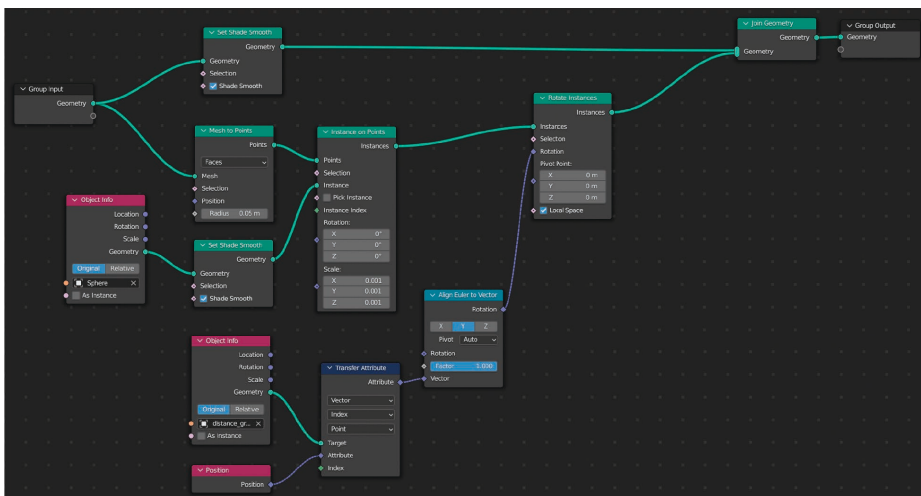 Set Shade Smooth
Geometry
Geometry
Selection
Shade Smooth
Join Geometry
Geometry
Geometry
Group Output
Geometry
Group Input
Geometry
Mesh to Points
Points
Faces
Mesh
Selection
Position
Radius 0.05 m
Instance on Points
Instances
Points
Selection
Instance
Pick Instance
Instance Index
Rotation:
X 0°
Y 0°
Z 0°
Scale:
X 0.001
Y 0.001
Z 0.001
Rotate Instances
Instances
Instances
Selection
Rotation
Pivot Point:
X 0 m
Y 0 m
Z 0 m
Local Space
Object Info
Location
Rotation
Scale
Geometry
Original Relative
Sphere
As Instance
Set Shade Smooth
Geometry
Geometry
Selection
Shade Smooth
Align Euler to Vector
Rotation
X Y Z
Pivot Auto
Rotation
Factor 1.000
Vector
Object Info
Location
Rotation
Scale
Geometry
Original Relative
distance_gr...
As Instance
Transfer Attribute
Attribute
Vector
Index
Point
Target
Attribute
Index
Position
Position